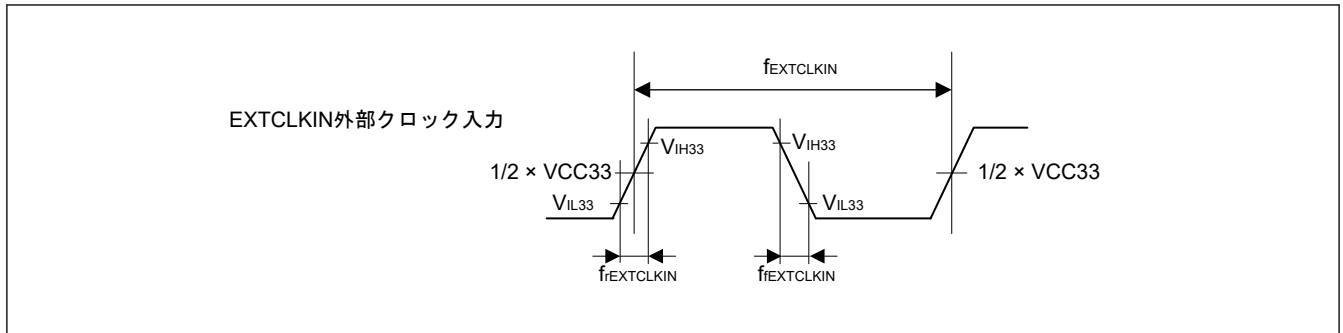 fEXTCLKIN
EXTCLKIN外部クロック入力
VIH33
VIH33
1/2 × VCC33
1/2 × VCC33
VIL33
VIL33
frEXTCLKIN
ffEXTCLKIN